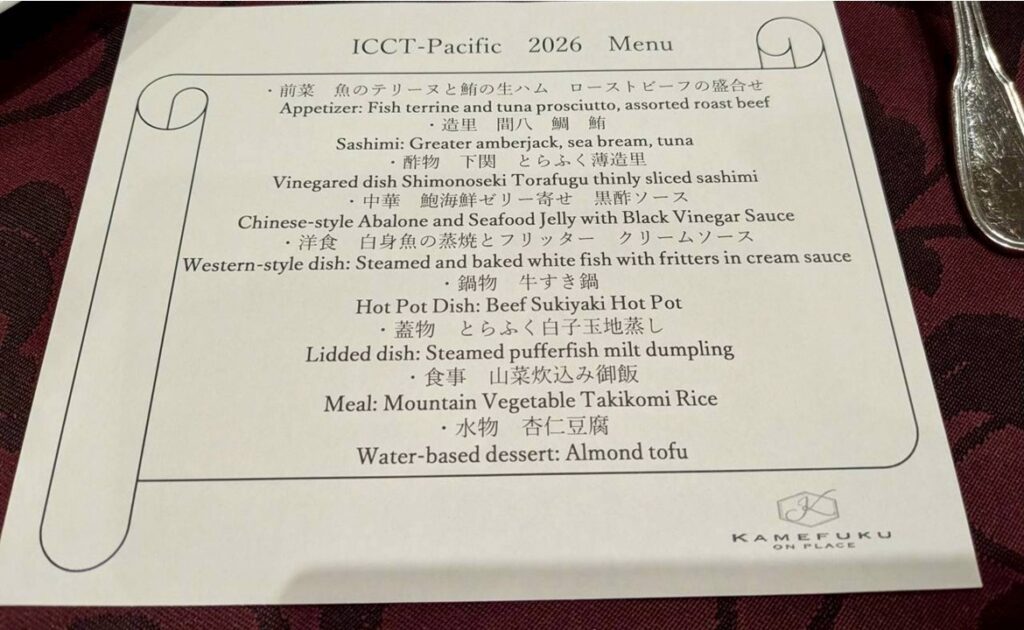 ICCT-Pacific 2026 Menu
・前菜 魚のテリーヌと鮪の生ハム ローストビーフの盛合せ
Appetizer: Fish terrine and tuna prosciutto, assorted roast beef
・造里 間八 鯛 鮪
Sashimi: Greater amberjack, sea bream, tuna
・酢物 下関 とらふく薄造里
Vinegared dish Shimonoseki Torafugu thinly sliced sashimi
・中華 鮑海鮮ゼリー寄せ 黒酢ソース
Chinese-style Abalone and Seafood Jelly with Black Vinegar Sauce
・洋食 白身魚の蒸焼とフリッター クリームソース
Western-style dish: Steamed and baked white fish with fritters in cream sauce
・鍋物 牛すき鍋
Hot Pot Dish: Beef Sukiyaki Hot Pot
・蓋物 とらふく白子玉地蒸し
Lidded dish: Steamed pufferfish milt dumpling
・食事 山菜炊込み御飯
Meal: Mountain Vegetable Takikomi Rice
・水物 杏仁豆腐
Water-based dessert: Almond tofu
K
KAMEFUKU
ON PLACE